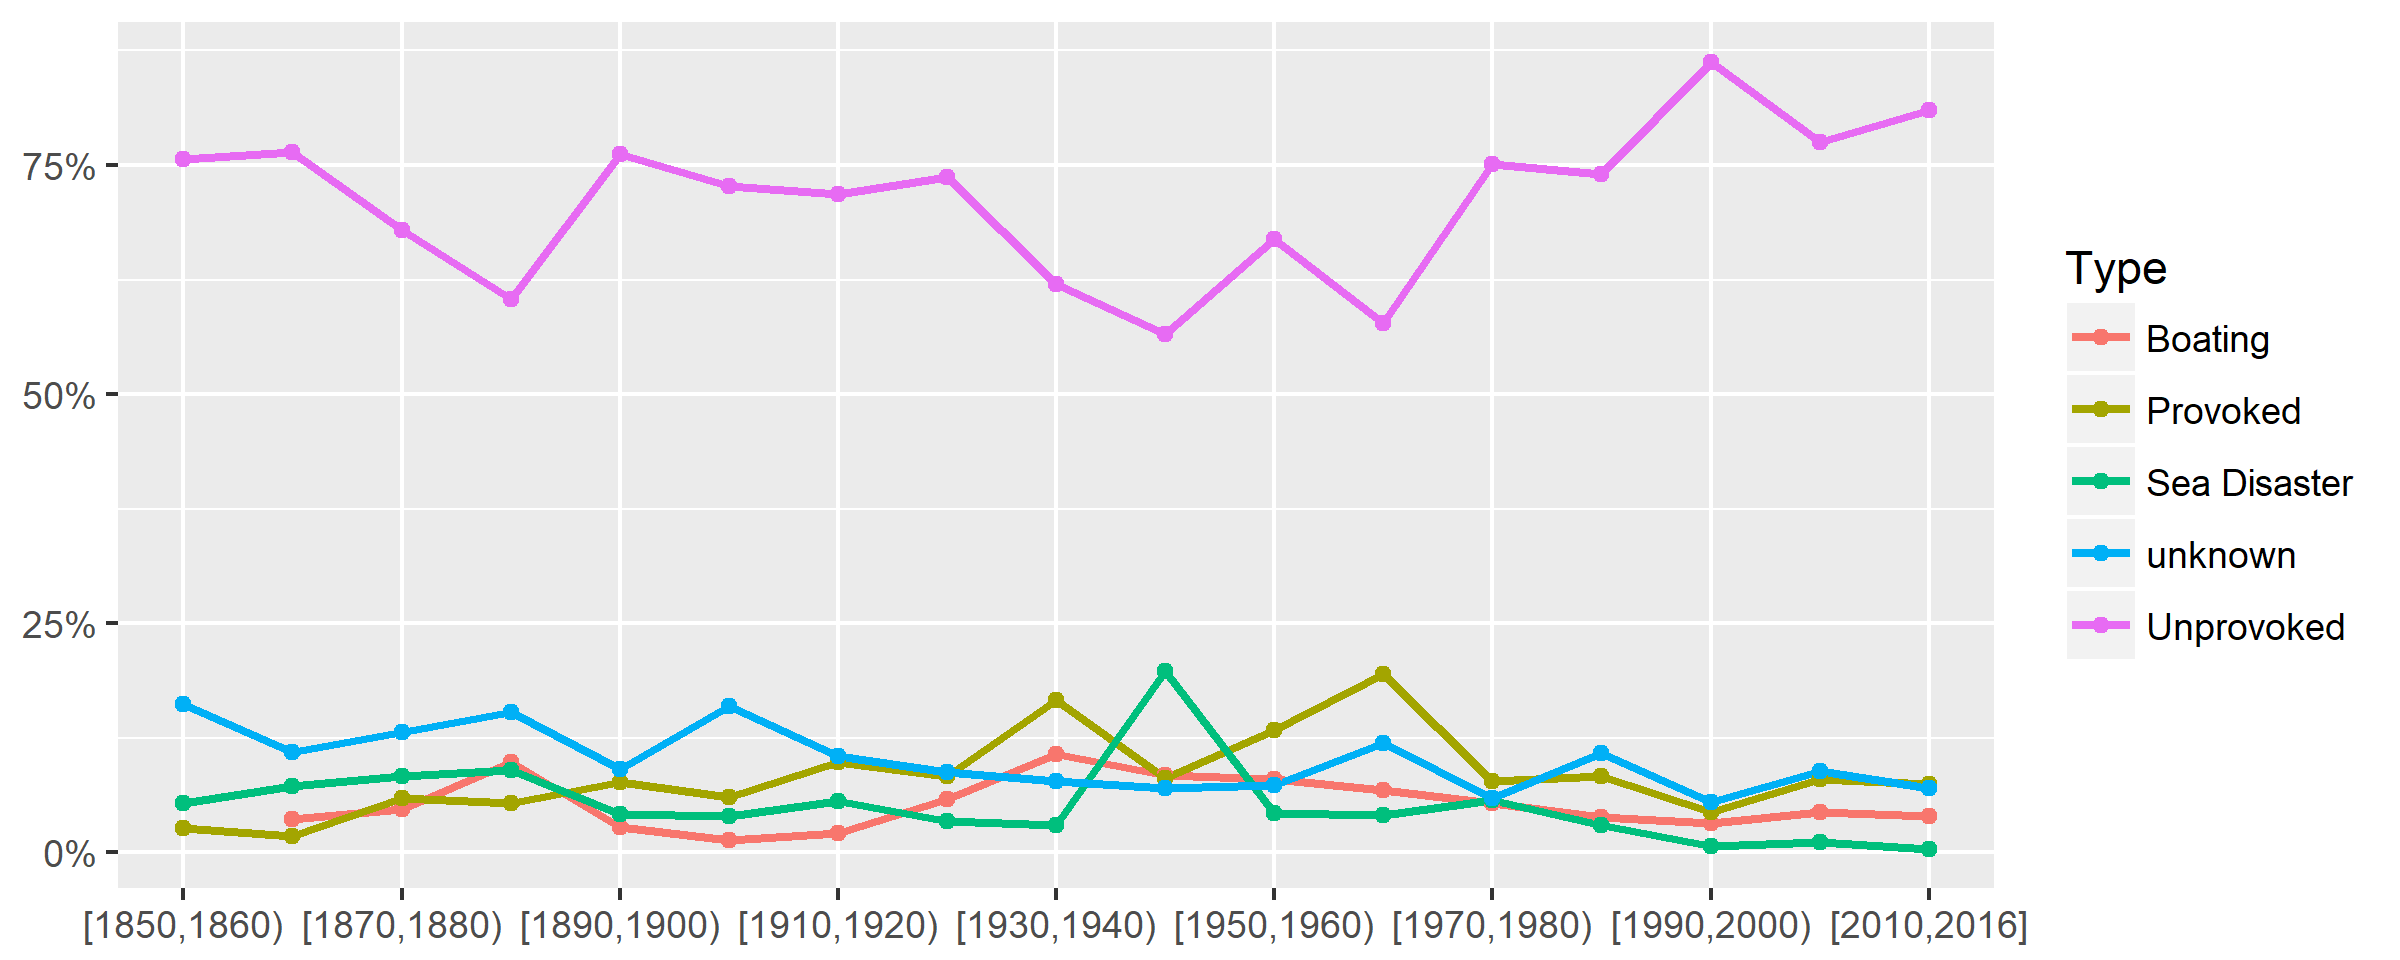 75%
50%
25%
0%
[1850,1860) [1870,1880) [1890,1900) [1910,1920) [1930,1940) [1950,1960) [1970,1980) [1990,2000) [2010,2016]
Type
Boating
Provoked
Sea Disaster
unknown
Unprovoked